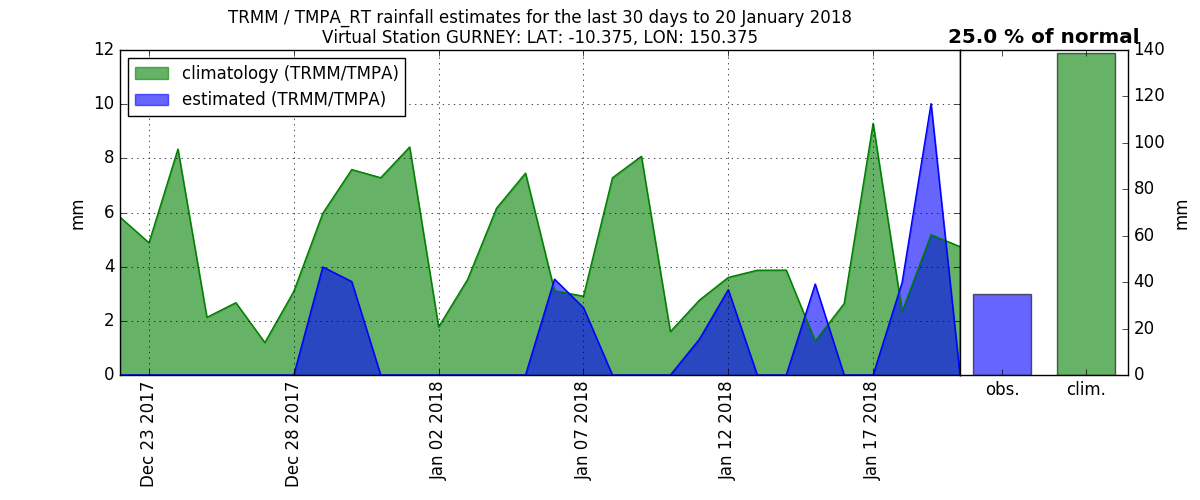 TRMM / TMPA_RT rainfall estimates for the last 30 days to 20 January 2018
Virtual Station GURNEY: LAT: -10.375, LON: 150.375
25.0 % of normal
climatology (TRMM/TMPA)
estimated (TRMM/TMPA)
12
10
8
6
4
2
0
mm
Dec 23 2017
Dec 28 2017
Jan 02 2018
Jan 07 2018
Jan 12 2018
Jan 17 2018
obs.
clim.
140
120
100
80
60
40
20
0
mm